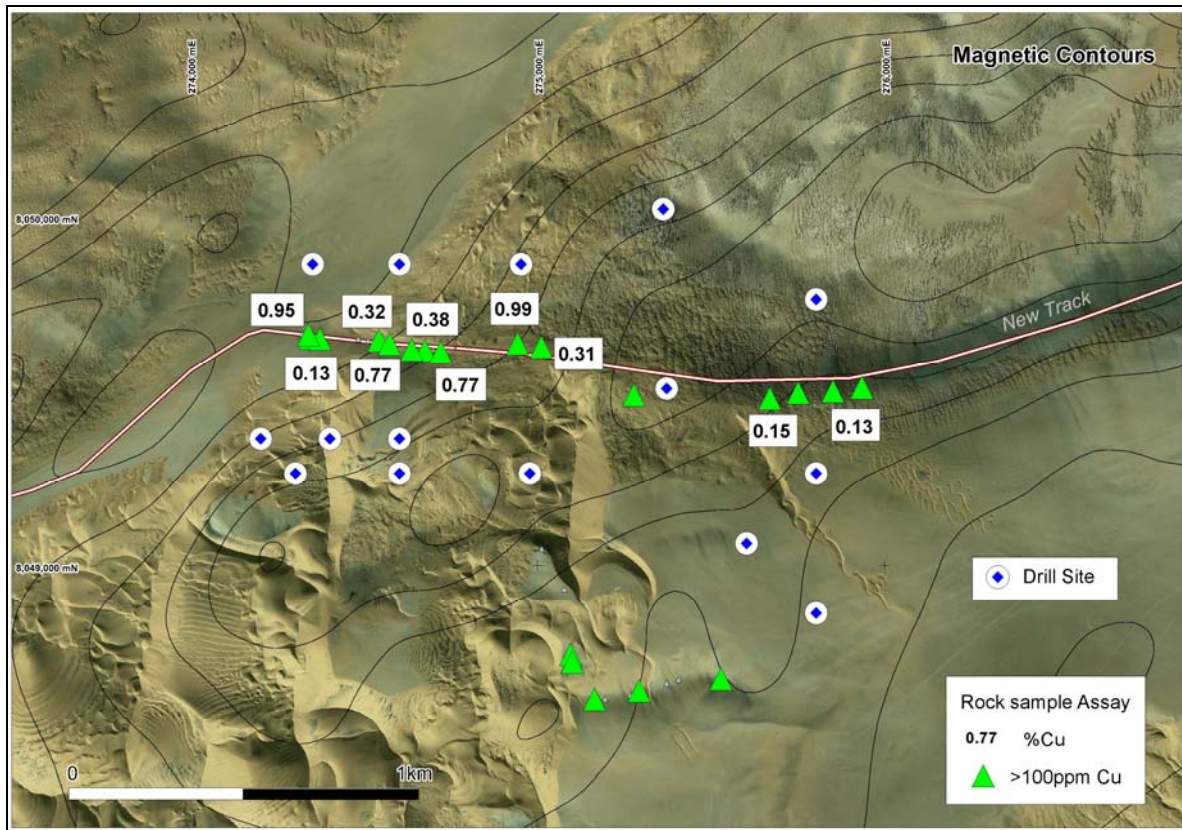 Magnetic Contours
274,000 mE
275,000 mE
276,000 mE
8,050,000 mN
New Track
0.95
0.32
0.38
0.99
0.31
0.13
0.77
0.77
0.15
0.13
8,049,000 mN
Drill Site
Rock sample Assay
0.77 %Cu
>100ppm Cu
0 1km